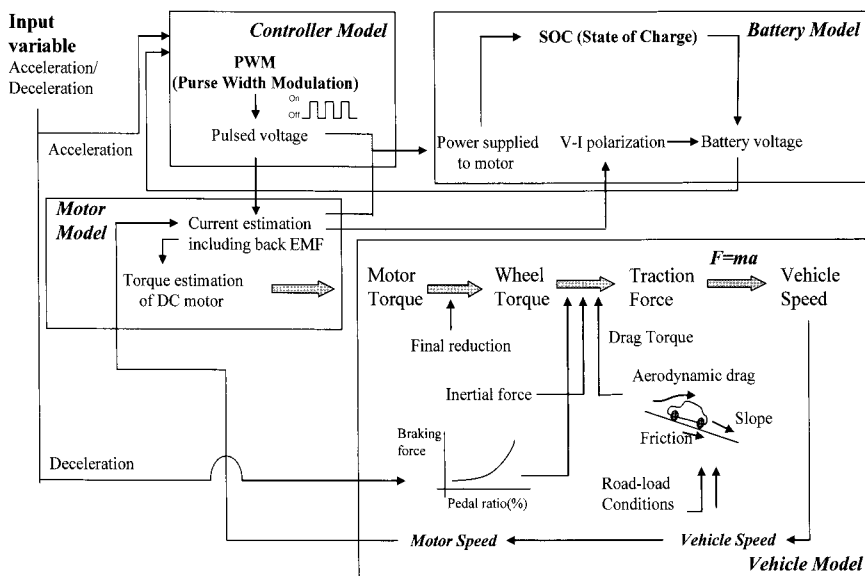 Input
variable
Acceleration/
Deceleration
Controller Model
PWM
(Purse Width Modulation)
On
Off
Pulsed voltage
Acceleration
Battery Model
SOC (State of Charge)
Power supplied
to motor
V-I polarization
Battery voltage
Motor
Model
Current estimation
including back EMF
Torque estimation
of DC motor
Motor
Torque
Wheel
Torque
Traction
Force
F=ma
Vehicle
Speed
Final reduction
Drag Torque
Inertial force
Aerodynamic drag
Slope
Friction
Braking
force
Pedal ratio(%)
Deceleration
Road-load
Conditions
Motor Speed
Vehicle Speed
Vehicle Model